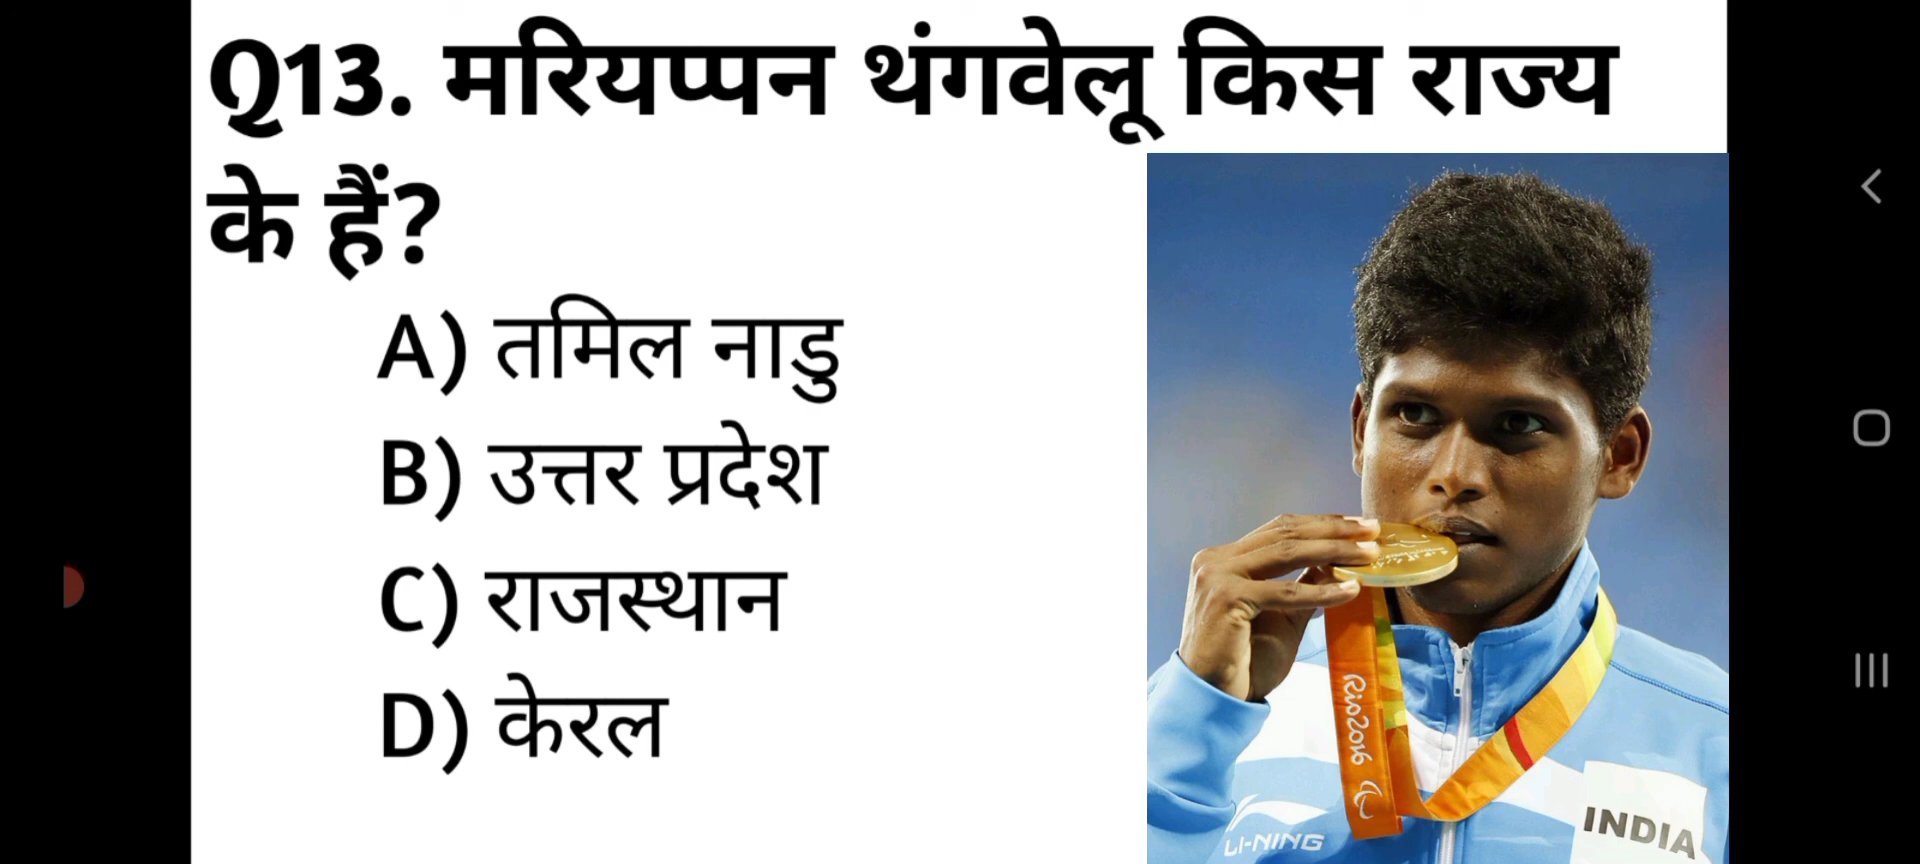 Q13. मरियप्पन थंगवेलू किस राज्य
के हैं?
A) तमिल नाडु
B) उत्तर प्रदेश
C) राजस्थान
D) केरल
Rio2016
LI-NING
INDIA